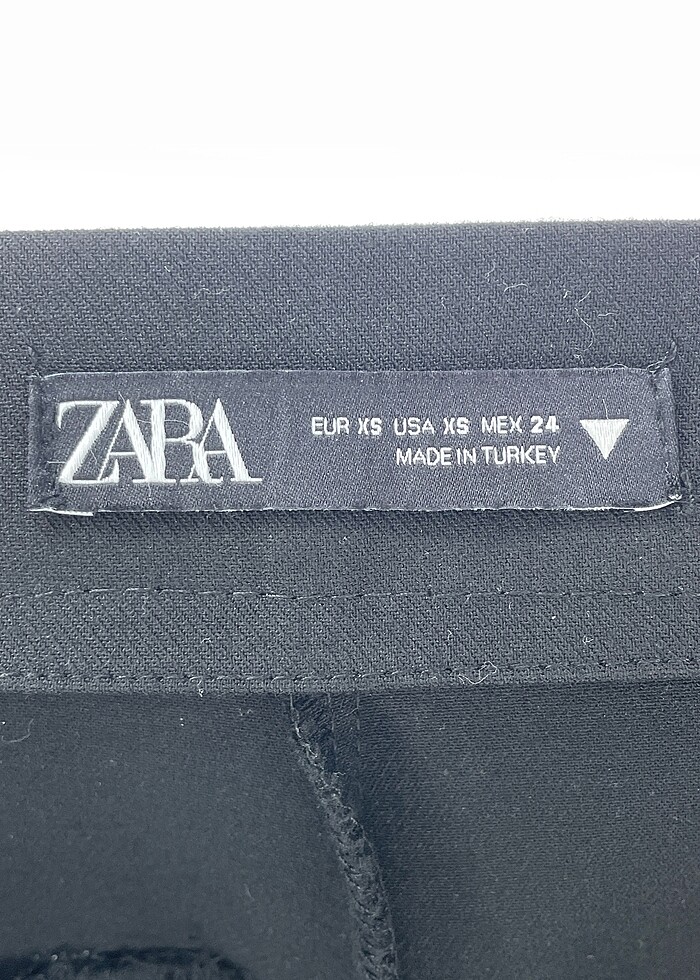 ZARA
EUR XS USA XS MEX 24
MADE IN TURKEY